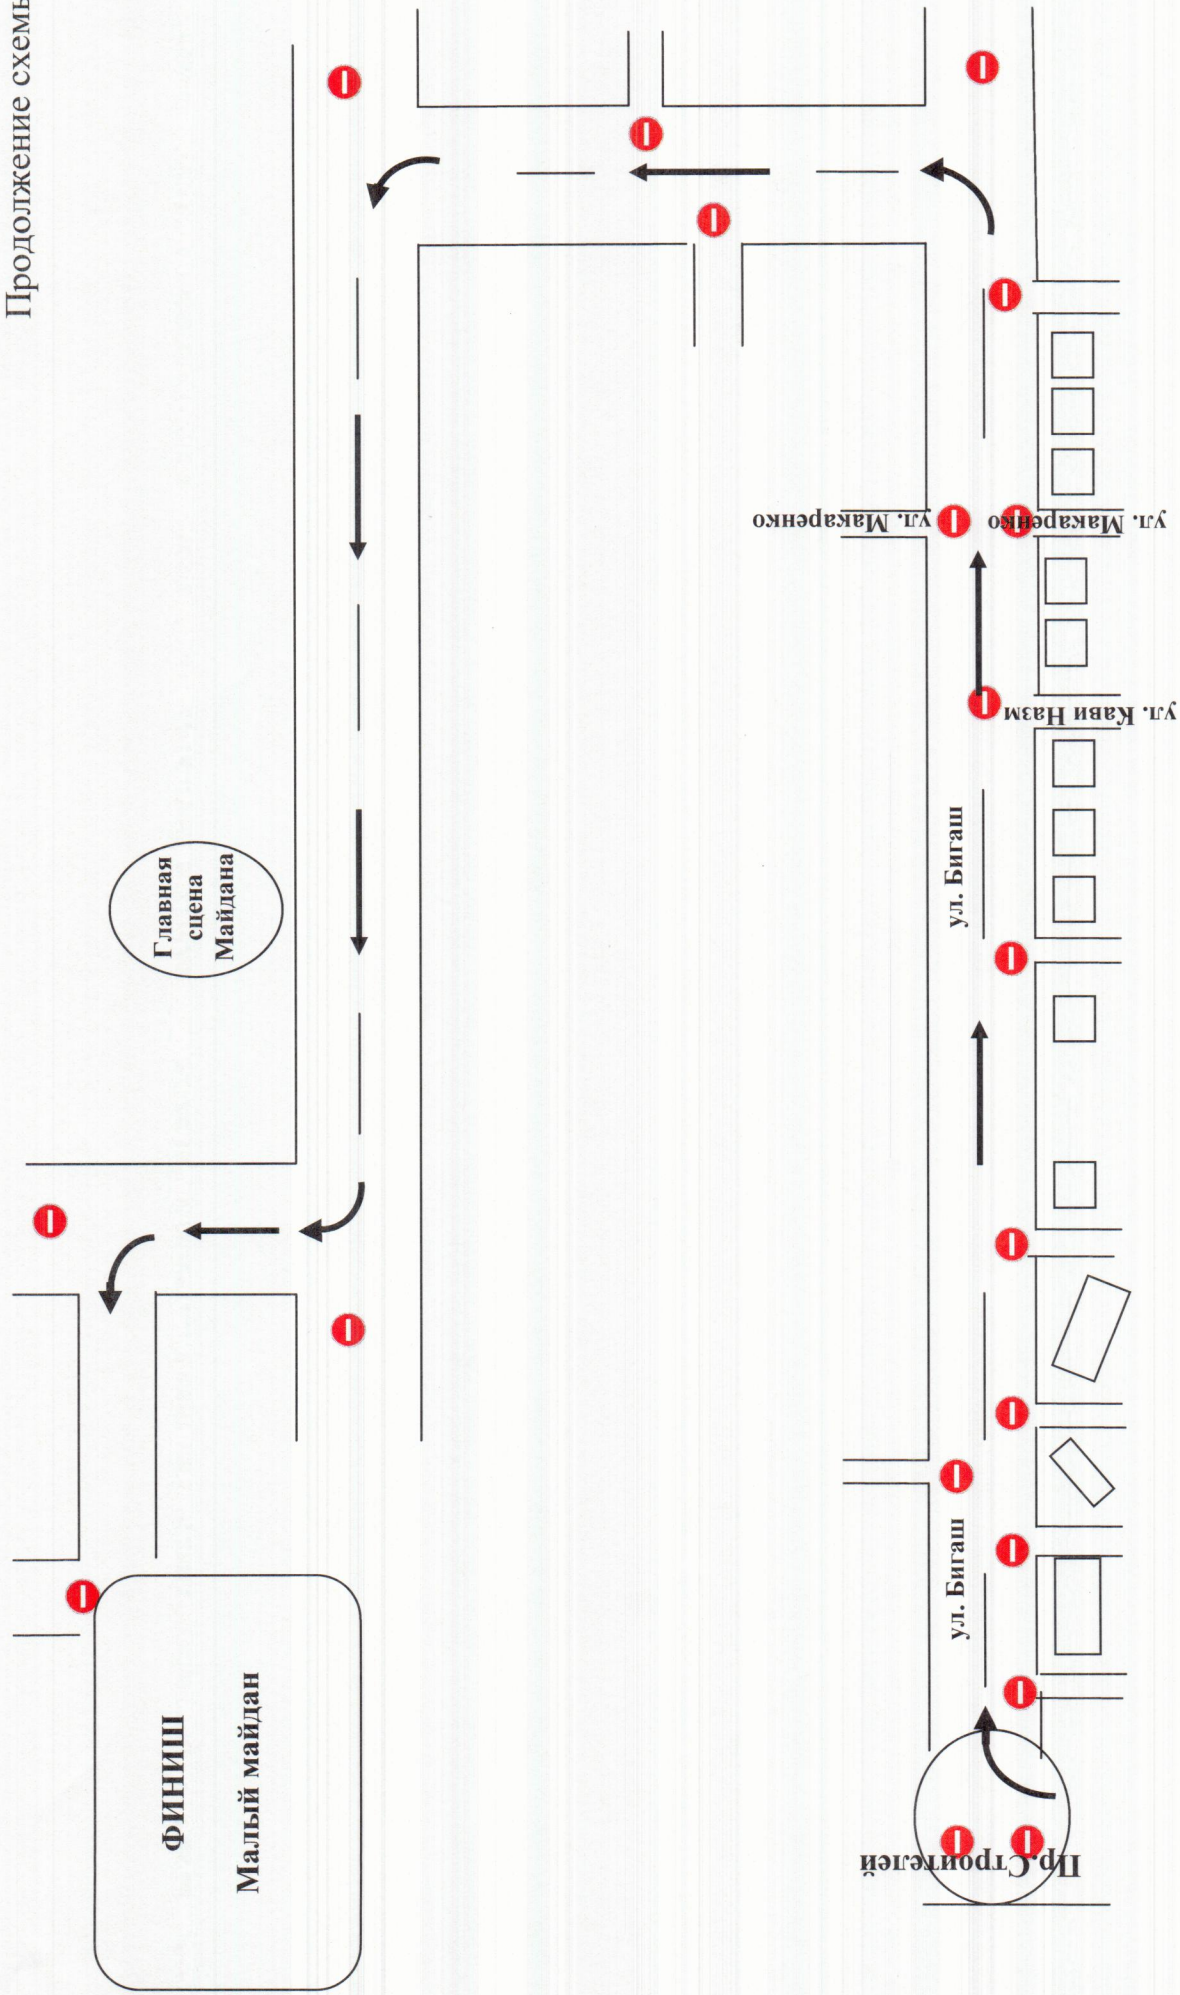 Продолжение схемы
Главная
сцена
Майдана
ФИНИШ
Малый майдан
ул. Бигаш
ул. Бигаш
ул. Макаренко
ул. Макаренко
ул. Кави Назм
Пр.Строителей